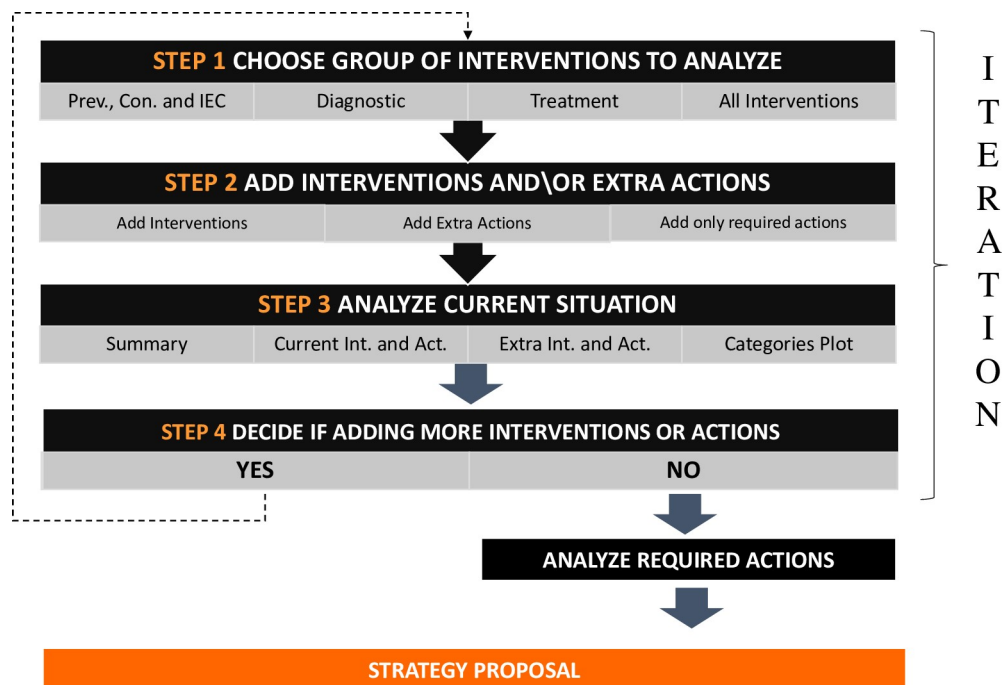 STEP 1 CHOOSE GROUP OF INTERVENTIONS TO ANALYZE
Prev., Con. and IEC
Diagnostic
Treatment
All Interventions
STEP 2 ADD INTERVENTIONS AND\OR EXTRA ACTIONS
Add Interventions
Add Extra Actions
Add only required actions
STEP 3 ANALYZE CURRENT SITUATION
Summary
Current Int. and Act.
Extra Int. and Act.
Categories Plot
STEP 4 DECIDE IF ADDING MORE INTERVENTIONS OR ACTIONS
YES
NO
ANALYZE REQUIRED ACTIONS
STRATEGY PROPOSAL
ITERATION